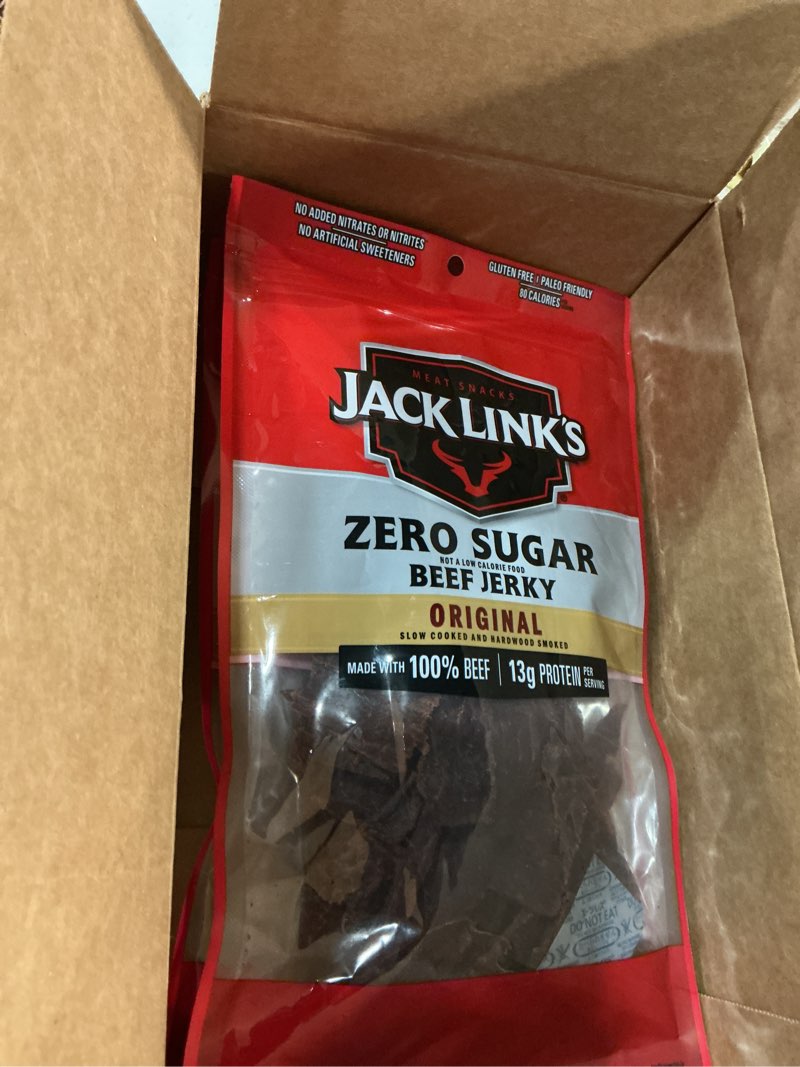 NO ADDED NITRATES OR NITRITES
NO ARTIFICIAL SWEETENERS
GLUTEN FREE | PALEO FRIENDLY
80 CALORIES
MEAT SNACKS
JACK LINK'S
®
ZERO SUGAR
NOT A LOW CALORIE FOOD
BEEF JERKY
ORIGINAL
SLOW COOKED AND HARDWOOD SMOKED
MADE WITH 100% BEEF | 13g PROTEIN PER SERVING
DO NOT EAT